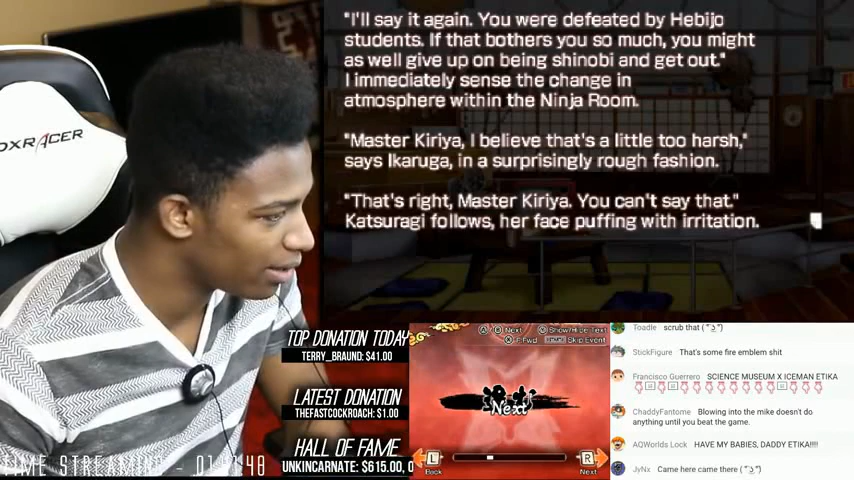 "I'll say it again. You were defeated by Hebijo
students. If that bothers you so much, you might
as well give up on being shinobi and get out."
I immediately sense the change in
atmosphere within the Ninja Room.
"Master Kiriya, I believe that's a little too harsh,"
says Ikaruga, in a surprisingly rough fashion.
"That's right, Master Kiriya. You can't say that."
Katsuragi follows, her face puffing with irritation.
DXRACER
TOP DONATION TODAY
TERRY_BRAUND: $41.00
LATEST DONATION
THEFASTCOCKROACH: $1.00
HALL OF FAME
UNKINCARNATE: $615.00, 0
TIME STREAMING -
Next
Show/Hide Text
F.Fwd
Skip Event
Next
L
Back
R
Next
Toadle scrub that ( ͡° ͜ʖ ͡°)
StickFigure That's some fire emblem shit
Francisco Guerrero SCIENCE MUSEUM X ICEMAN ETIKA
ChaddyFantome Blowing into the mike doesn't do
anything until you beat the game.
AQWorlds Lock HAVE MY BABIES, DADDY ETIKA!!!!
JyNx Came here came there ( ͡° ͜ʖ ͡°)